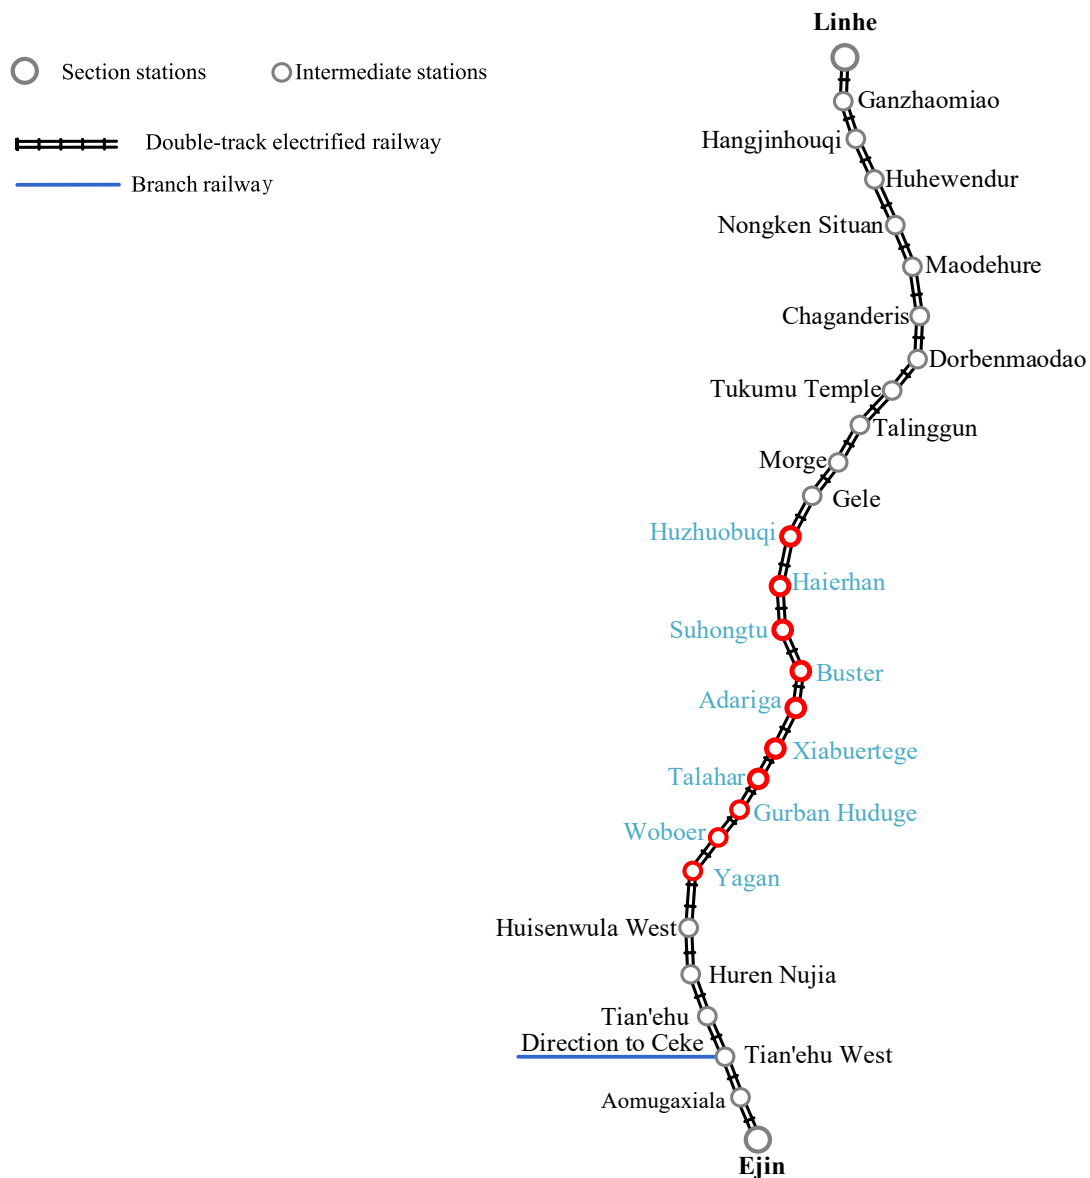 Linhe
Section stations
Intermediate stations
Ganzhaomiao
Double-track electrified railway
Hangjinhouqi
Branch railway
Huhewendur
Nongken Situan
Maodehure
Chaganderis
Dorbenmaodao
Tukumu Temple
Talinggun
Morge
Gele
Huzhuobuqi
Haierhan
Suhongtu
Buster
Adariga
Xiabuertege
Talahar
Gurban Huduge
Woboer
Yagan
Huisenwula West
Huren Nujia
Tian'ehu
Direction to Ceke
Tian'ehu West
Aomugaxiala
Ejin